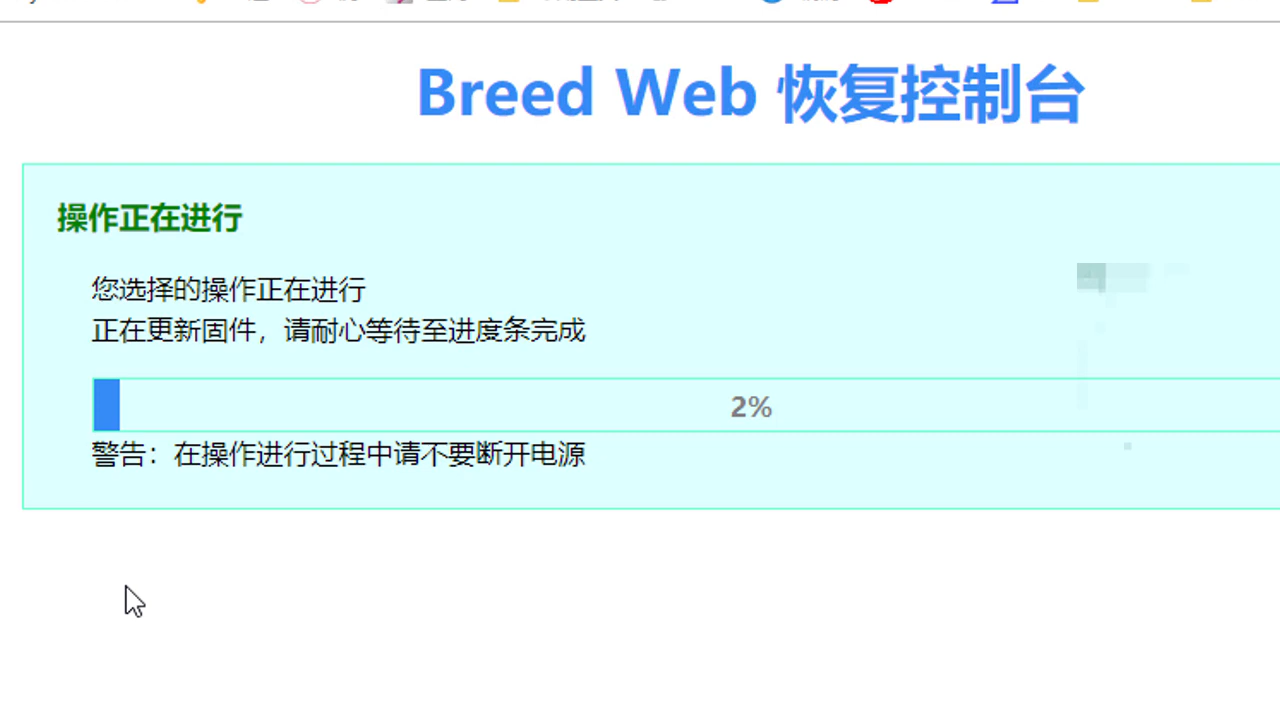 Breed Web 恢复控制台
操作正在进行
您选择的操作正在进行
正在更新固件，请耐心等待至进度条完成
2%
警告：在操作进行过程中请不要断开电源